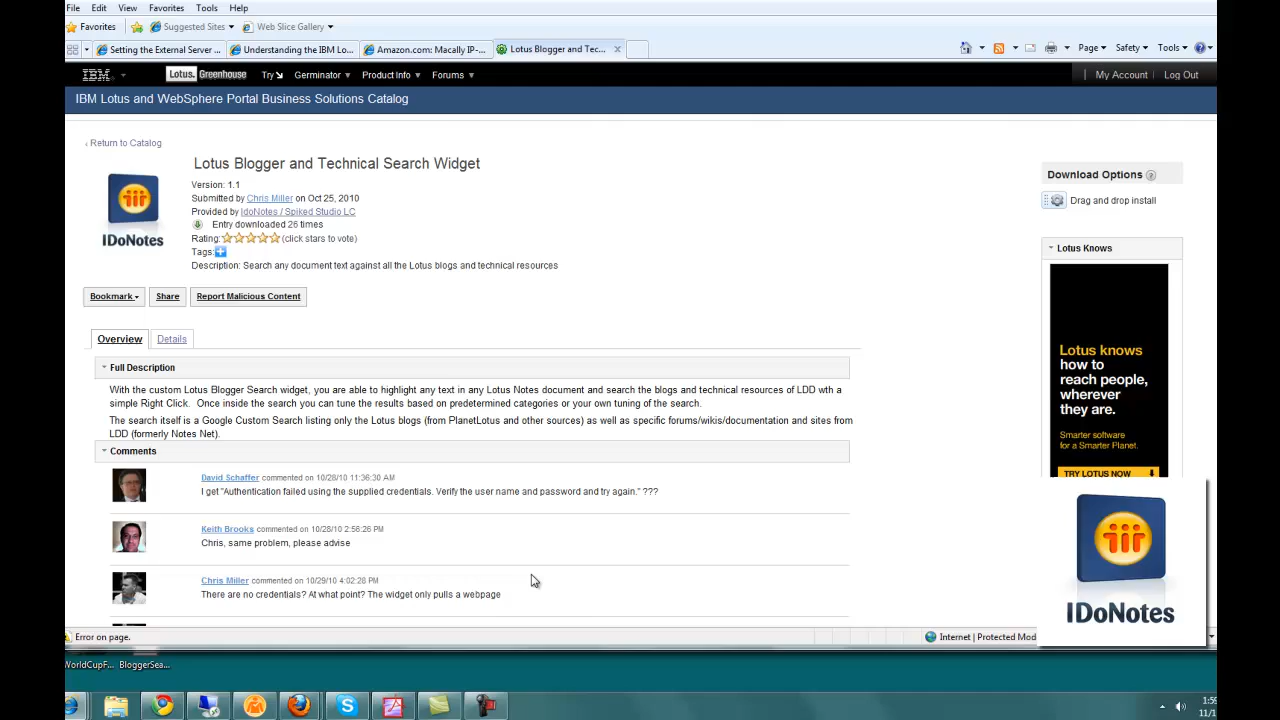 File Edit View Favorites Tools Help
Favorites Suggested Sites Web Slice Gallery
Setting the External Server ... Understanding the IBM Lo... Amazon.com: Macally IP-... Lotus Blogger and Tec... Page Safety Tools
IBM Lotus. Greenhouse Try Germinator Product Info Forums My Account | Log Out
IBM Lotus and WebSphere Portal Business Solutions Catalog
‹ Return to Catalog
Lotus Blogger and Technical Search Widget
Version: 1.1
Submitted by Chris Miller on Oct 25, 2010
Provided by IdoNotes / Spiked Studio LC
Entry downloaded 26 times
Rating: (click stars to vote)
Tags:
Description: Search any document text against all the Lotus blogs and technical resources
IDoNotes
Download Options ?
Drag and drop install
Bookmark Share Report Malicious Content
Overview Details
Full Description
With the custom Lotus Blogger Search widget, you are able to highlight any text in any Lotus Notes document and search the blogs and technical resources of LDD wth a
simple Right Click. Once inside the search you can tune the results based on predetermined categories or your own tuning of the search.
The search itself is a Google Custom Search listing only the Lotus blogs (from PlanetLotus and other sources) as well as specific forums/wikis/documentation and sites from
LDD (formerly Notes Net).
Comments
David Schaffer commented on 10/28/10 11:36:30 AM
I get "Authentication failed using the supplied credentials. Verify the user name and password and try again." ???
Keith Brooks commented on 10/28/10 2:56:26 PM
Chris, same problem, please advise
Chris Miller commented on 10/29/10 4:02:28 PM
There are no credentials? At what point? The widget only pulls a webpage
Lotus Knows
Lotus knows
how to
reach people,
wherever
they are.
Smarter software
for a Smarter Planet.
TRY LOTUS NOW
IDoNotes
Error on page. Internet | Protected Mod
WorldCupF... BloggerSea...
1:59
11/1